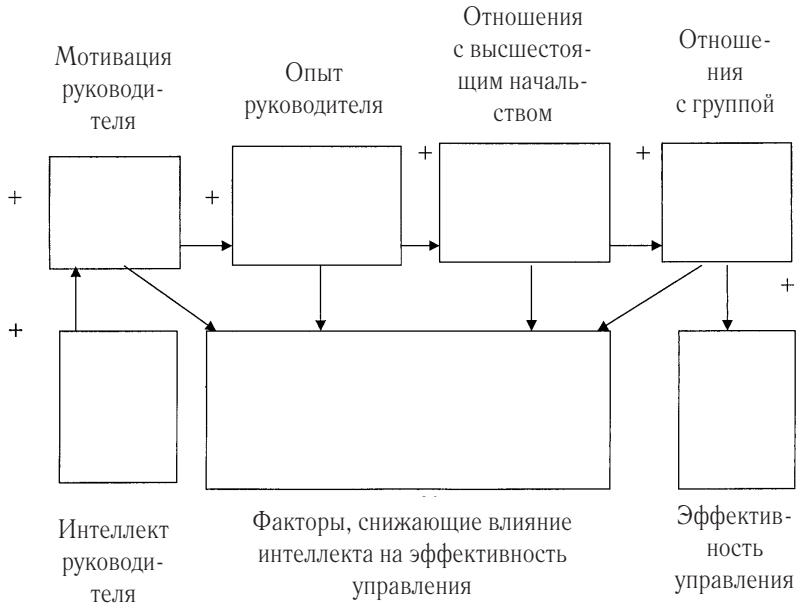 Мотивация
руководи-
теля
Опыт
руководителя
Отношения
с высшестоя-
щим началь-
ством
Отноше-
ния
с группой
+
+
+
+
+
+
Интеллект
руководи-
теля
Факторы, снижающие влияние
интеллекта на эффективность
управления
Эффектив-
ность
управления